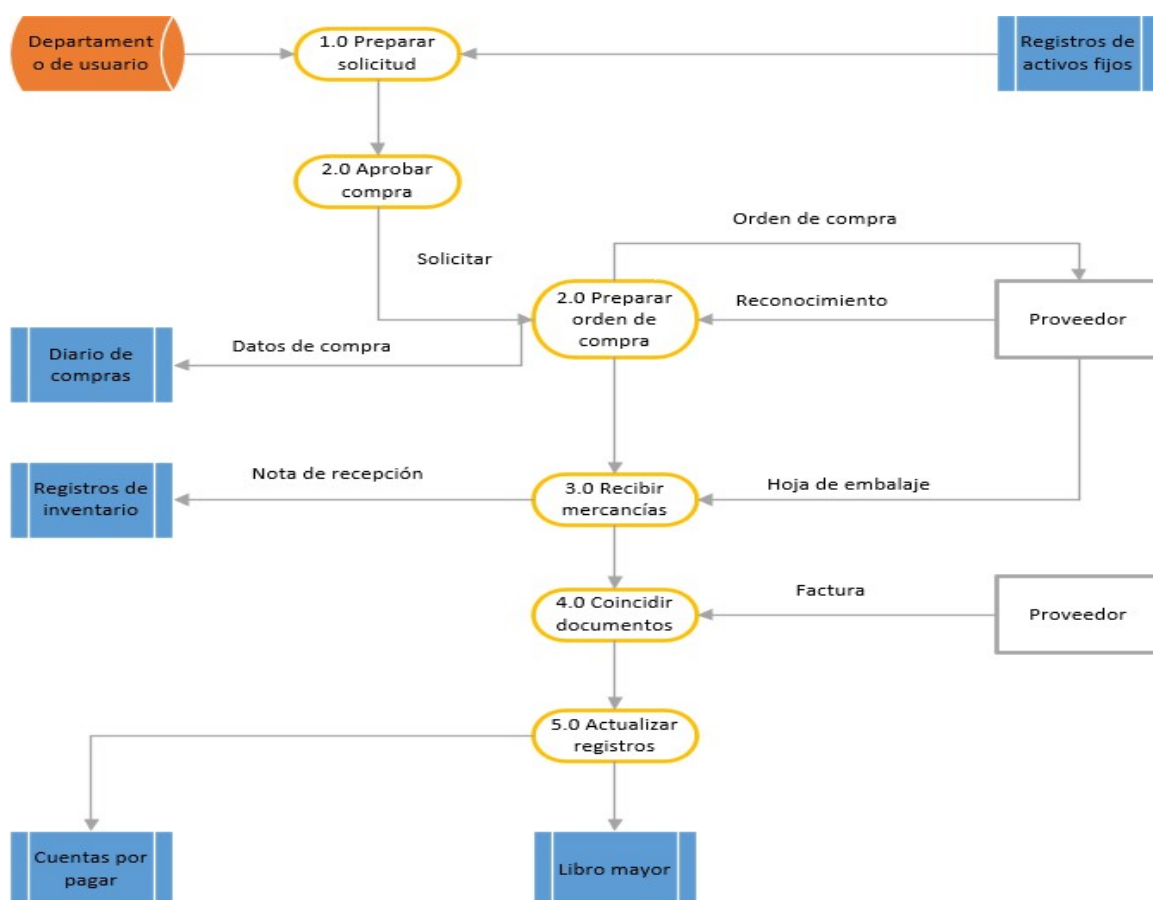 Departament
o de usuario
1.0 Preparar
solicitud
Registros de
activos fijos
2.0 Aprobar
compra
Orden de compra
Solicitar
2.0 Preparar
orden de
compra
Reconocimiento
Proveedor
Datos de compra
Diario de
compras
Nota de recepción
Registros de
inventario
3.0 Recibir
mercancías
Hoja de embalaje
4.0 Coincidir
documentos
Factura
Proveedor
5.0 Actualizar
registros
Cuentas por
pagar
Libro mayor